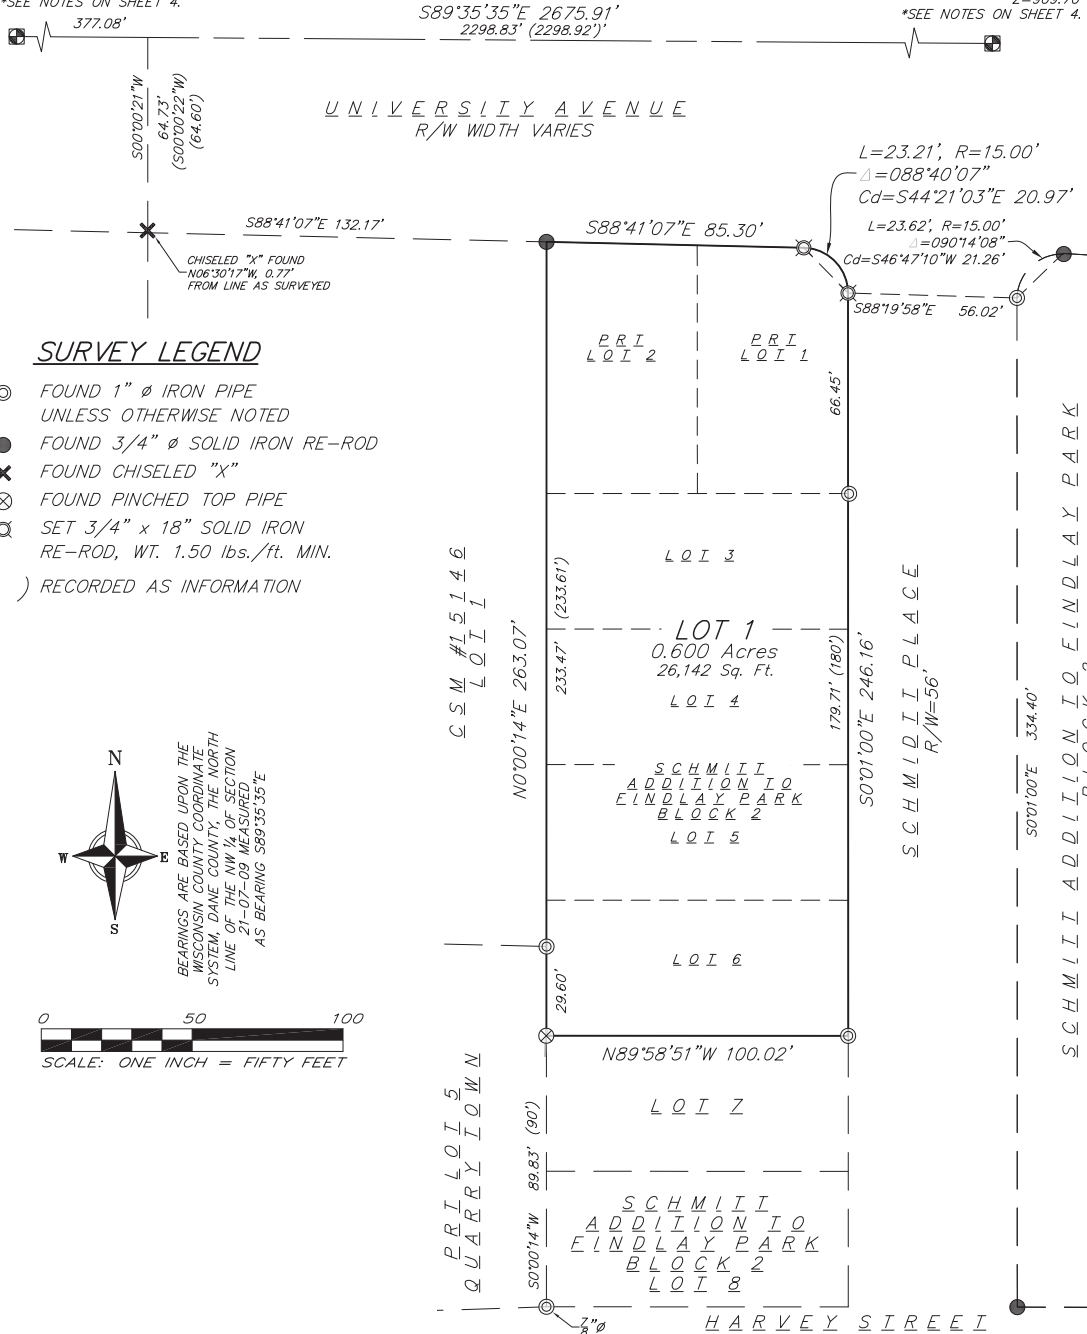 *SEE NOTES ON SHEET 4.
377.08'
S89°35'35"E 2675.91'
2298.83' (2298.92')'
*SEE NOTES ON SHEET 4.
S00°00'21"W
64.73'
(S00°00'22"W)
(64.60')
UNIVERSITY AVENUE
R/W WIDTH VARIES
L=23.21', R=15.00'
Δ=088°40'07"
Cd=S44°21'03"E 20.97'
L=23.62', R=15.00'
Δ=090°14'08"
Cd=S46°47'10"W 21.26'
S88°41'07"E 132.17'
S88°41'07"E 85.30'
CHISELED "X" FOUND
N06°30'17"W, 0.77'
FROM LINE AS SURVEYED
S88°19'58"E 56.02'
SURVEY LEGEND
FOUND 1" ø IRON PIPE
UNLESS OTHERWISE NOTED
FOUND 3/4" ø SOLID IRON RE-ROD
FOUND CHISELED "X"
FOUND PINCHED TOP PIPE
SET 3/4" x 18" SOLID IRON
RE-ROD, WT. 1.50 lbs./ft. MIN.
) RECORDED AS INFORMATION
PRT
LOT 2
PRT
LOT 1
66.45'
LOT 3
LOT 1
0.600 Acres
26,142 Sq. Ft.
LOT 4
SCHMITT
ADDITION TO
FINDLAY PARK
BLOCK 2
LOT 5
LOT 6
CSM #15146
LOT 1
N0°00'14"E 263.07'
(233.61')
233.47'
29.60'
179.71' (180')
S0°01'00"E 246.16'
SCHMIDT PLACE
R/W=56'
S0°01'00"E 334.40'
SCHMITT ADDITION TO FINDLAY PARK
N
W
E
S
BEARINGS ARE BASED UPON THE
WISCONSIN COUNTY COORDINATE
SYSTEM, DANE COUNTY, THE NORTH
LINE OF THE NW 1/4 OF SECTION
21-07-09 MEASURED
AS BEARING S89°35'35"E
0 50 100
SCALE: ONE INCH = FIFTY FEET
N89°58'51"W 100.02'
PRT LOT 5
QUARRY TOWN
S0°00'14"W 89.83' (90')
LOT 7
SCHMITT
ADDITION TO
FINDLAY PARK
BLOCK 2
LOT 8
7/8"ø
HARVEY STREET